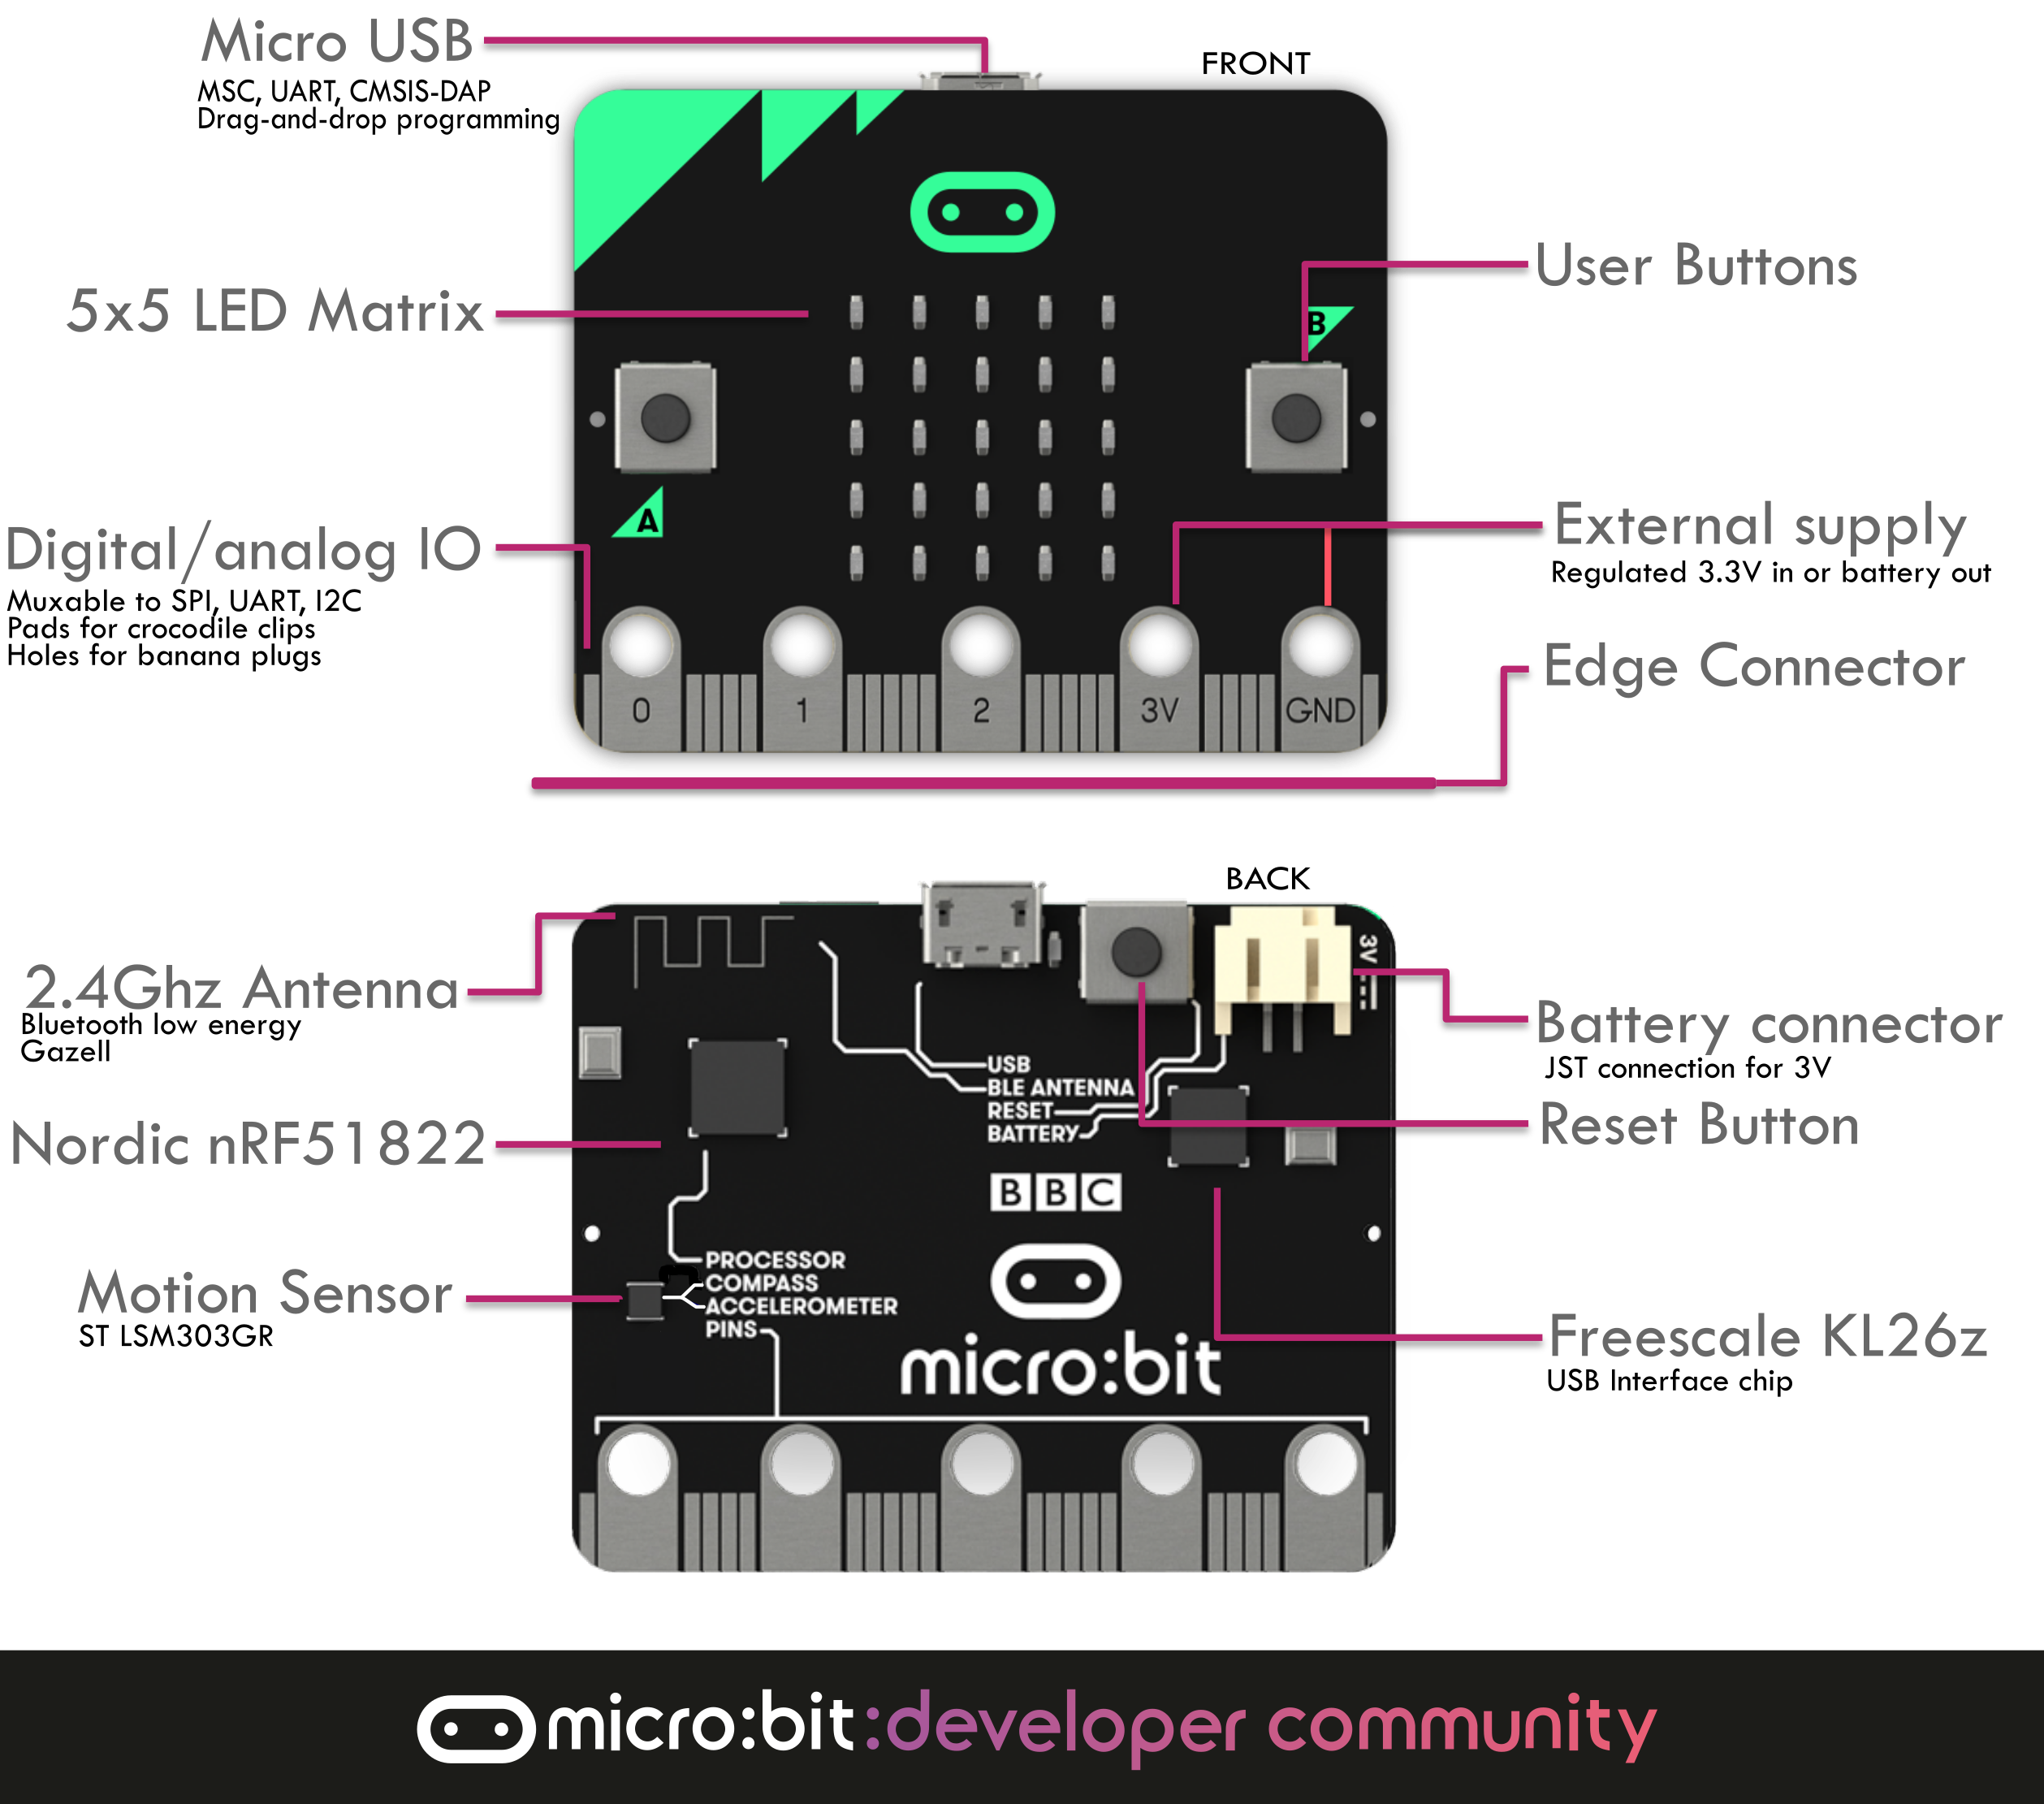 Micro USB
MSC, UART, CMSIS-DAP
Drag-and-drop programming
FRONT
5x5 LED Matrix
User Buttons
B
A
Digital/analog IO
Muxable to SPI, UART, I2C
Pads for crocodile clips
Holes for banana plugs
External supply
Regulated 3.3V in or battery out
Edge Connector
0 1 2 3V GND
BACK
2.4Ghz Antenna
Bluetooth low energy
Gazell
3V
Battery connector
JST connection for 3V
USB
BLE ANTENNA
RESET
BATTERY
Reset Button
Nordic nRF51822
BBC
PROCESSOR
COMPASS
ACCELEROMETER
PINS
Motion Sensor
ST LSM303GR
micro:bit
Freescale KL26z
USB Interface chip
micro:bit:developer community